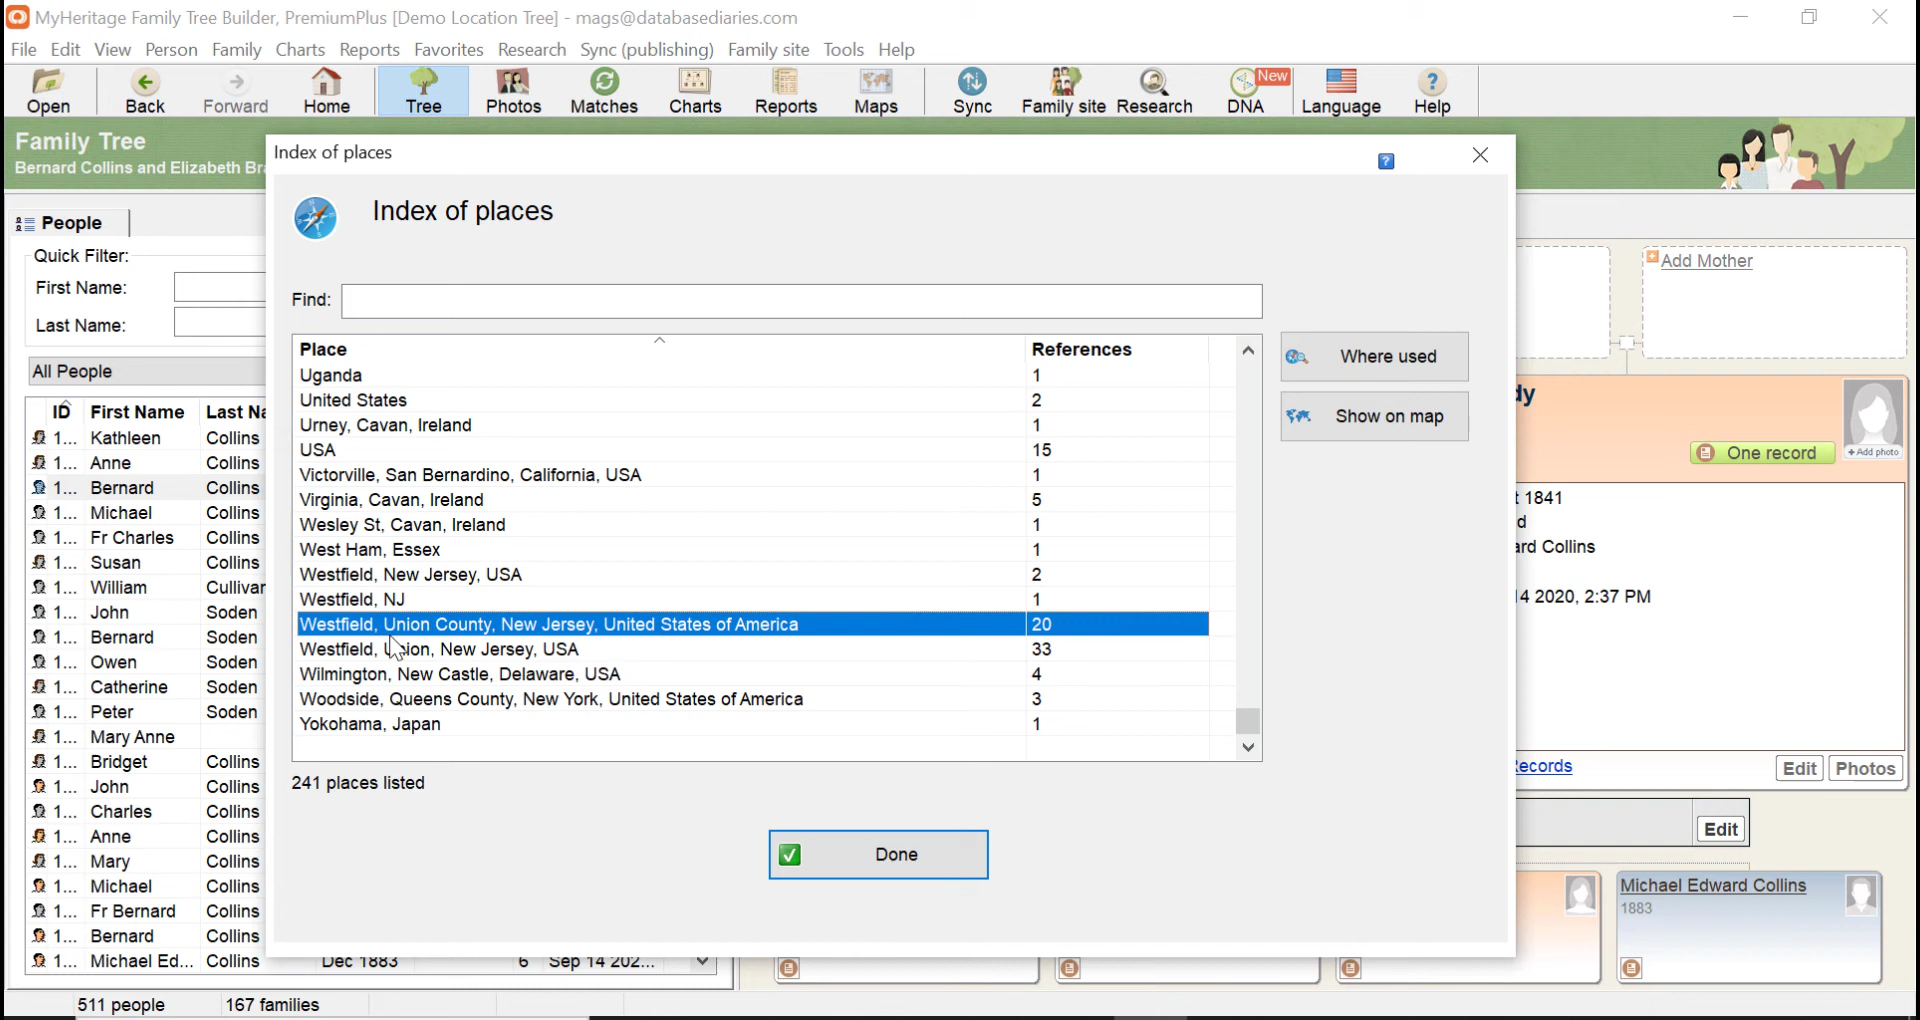 MyHeritage Family Tree Builder, PremiumPlus [Demo Location Tree] - mags@databasediaries.com
File Edit View Person Family Charts Reports Favorites Research Sync (publishing) Family site Tools Help
Open Back Forward Home Tree Photos Matches Charts Reports Maps Sync Family site Research DNA New Language Help
Family Tree
Bernard Collins and Elizabeth Bra
Index of places
Index of places
People
Quick Filter:
First Name:
Last Name:
All People
ID First Name Last Na
1... Kathleen Collins
1... Anne Collins
1... Bernard Collins
1... Michael Collins
1... Fr Charles Collins
1... Susan Collins
1... William Cullivar
1... John Soden
1... Bernard Soden
1... Owen Soden
1... Catherine Soden
1... Peter Soden
1... Mary Anne
1... Bridget Collins
1... John Collins
1... Charles Collins
1... Anne Collins
1... Mary Collins
1... Michael Collins
1... Fr Bernard Collins
1... Bernard Collins
1... Michael Ed... Collins Dec 1883 6 Sep 14 202...
511 people 167 families
Find:
Place References
Uganda 1
United States 2
Urney, Cavan, Ireland 1
USA 15
Victorville, San Bernardino, California, USA 1
Virginia, Cavan, Ireland 5
Wesley St, Cavan, Ireland 1
West Ham, Essex 1
Westfield, New Jersey, USA 2
Westfield, NJ 1
Westfield, Union County, New Jersey, United States of America 20
Westfield, Union, New Jersey, USA 33
Wilmington, New Castle, Delaware, USA 4
Woodside, Queens County, New York, United States of America 3
Yokohama, Japan 1
241 places listed
Where used
Show on map
Done
Add Mother
dy
One record
+Add photo
t 1841
d
ard Collins
14 2020, 2:37 PM
Records
Edit Photos
Edit
Michael Edward Collins
1883